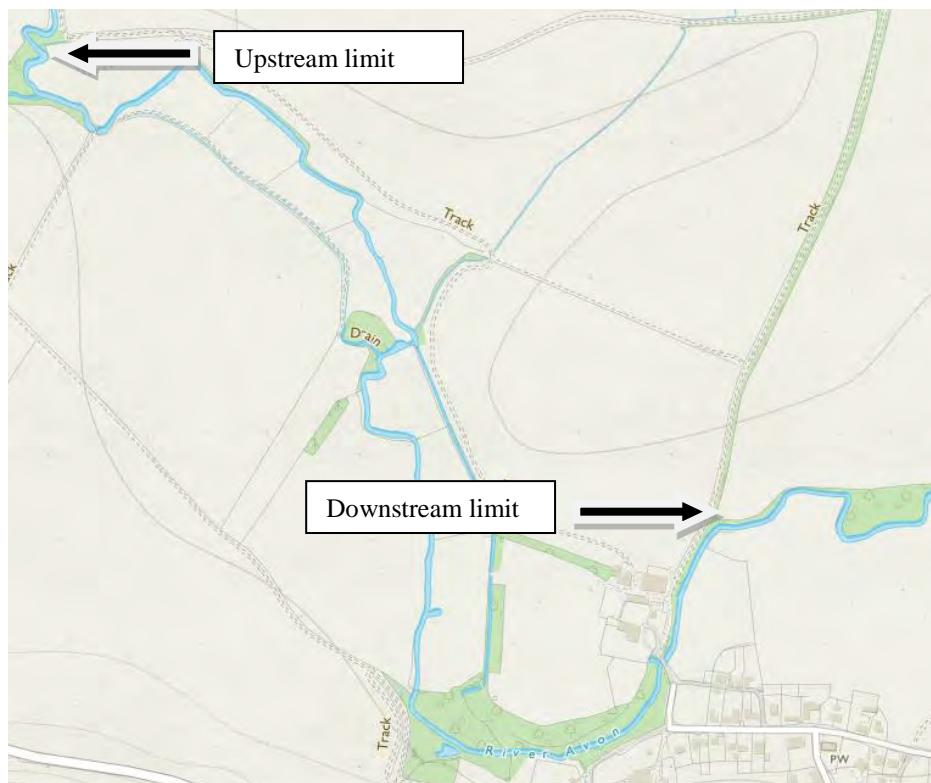 Upstream limit
Track
Track
Track
Drain
Downstream limit
Track
River Avon
PW